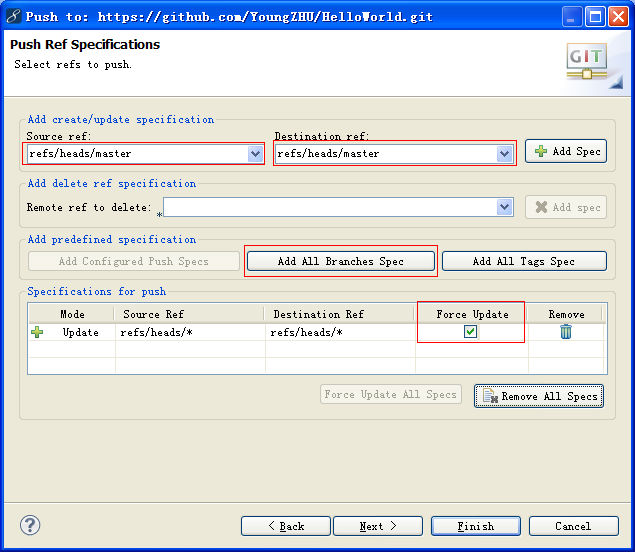 Push to: https://github.com/YoungZHU/HelloWorld.git
Push Ref Specifications
Select refs to push.
GIT
Add create/update specification
Source ref: Destination ref:
refs/heads/master refs/heads/master Add Spec
Add delete ref specification
Remote ref to delete: * Add spec
Add predefined specification
Add Configured Push Specs Add All Branches Spec Add All Tags Spec
Specifications for push
Mode Source Ref Destination Ref Force Update Remove
Update refs/heads/* refs/heads/*
Force Update All Specs Remove All Specs
? < Back Next > Finish Cancel